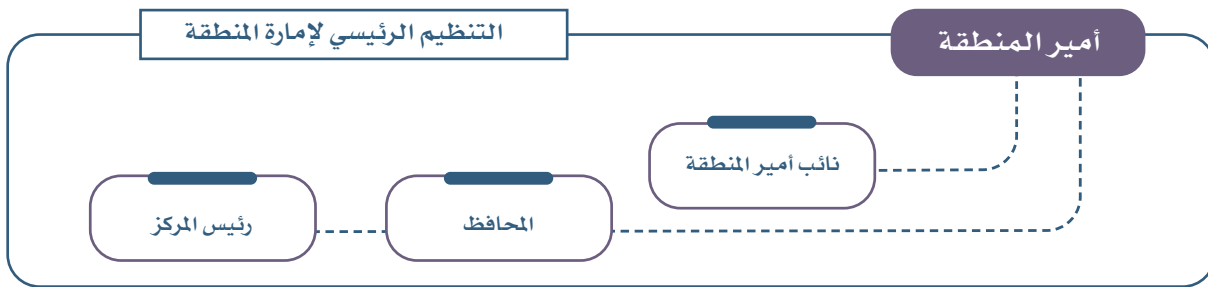 أمير المنطقة
التنظيم الرئيسي لإمارة المنطقة
نائب أمير المنطقة
المحافظ
رئيس المركز